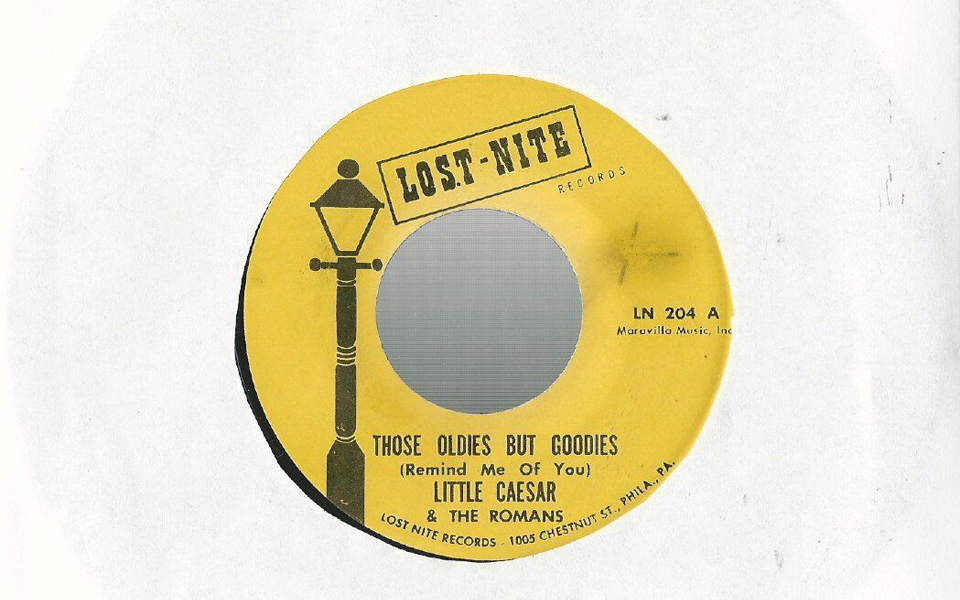 LOST-NITE
RECORDS
LN 204 A
Maravilla Music, Inc
THOSE OLDIES BUT GOODIES
(Remind Me Of You)
LITTLE CAESAR
& THE ROMANS
LOST NITE RECORDS - 1005 CHESTNUT ST., PHILA., PA.